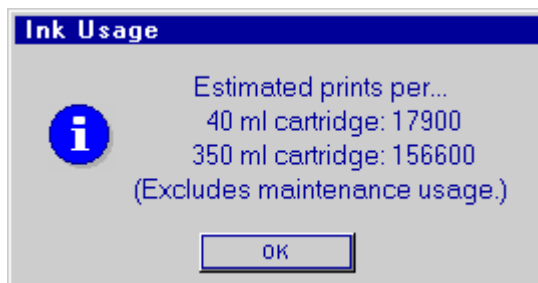 Ink Usage
Estimated prints per...
40 ml cartridge: 17900
350 ml cartridge: 156600
(Excludes maintenance usage.)
OK